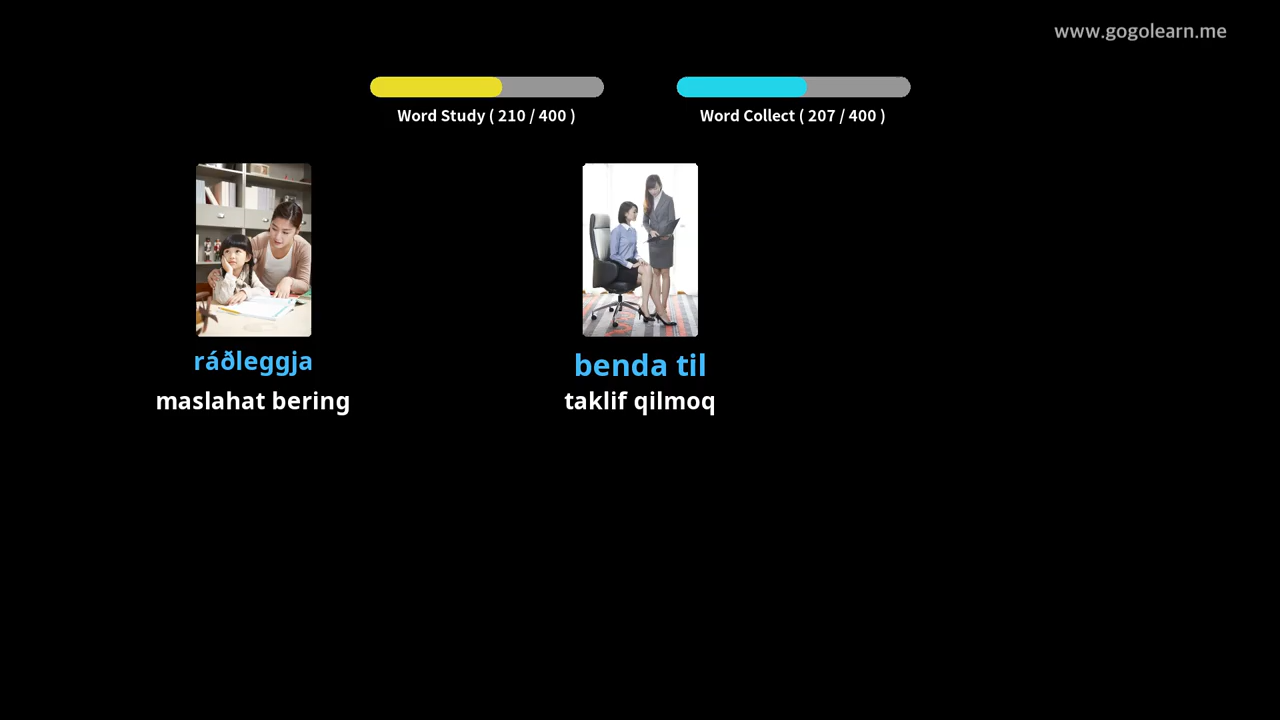 www.gogolearn.me
Word Study ( 210 / 400 )
Word Collect ( 207 / 400 )
ráðleggja
maslahat bering
benda til
taklif qilmoq